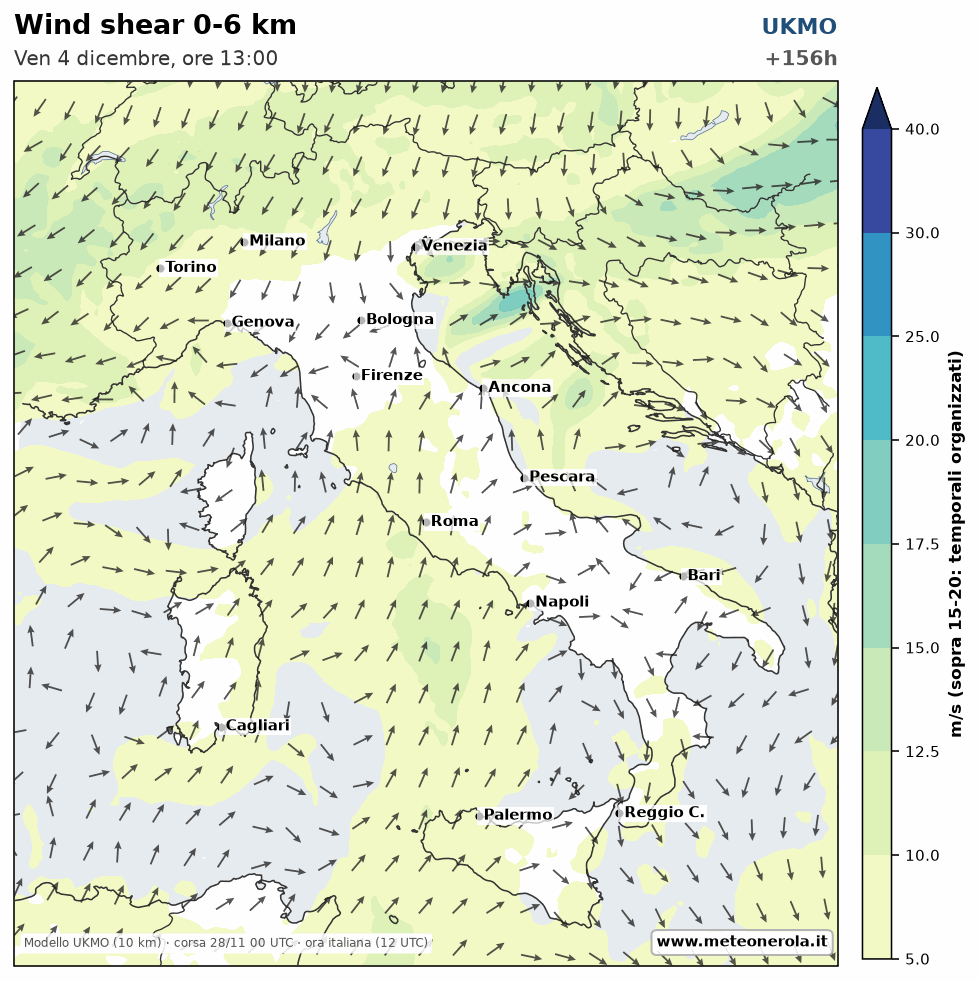 Wind shear 0-6 km
UKMO
Ven 4 dicembre, ore 13:00
+156h
Milano
Venezia
Torino
Genova
Bologna
Firenze
Ancona
Pescara
Roma
Bari
Napoli
Cagliari
Palermo
Reggio C.
Modello UKMO (10 km) · corsa 28/11 00 UTC · ora italiana (12 UTC)
www.meteonerola.it
40.0
30.0
25.0
20.0
17.5
15.0
12.5
10.0
5.0
m/s (sopra 15-20: temporali organizzati)